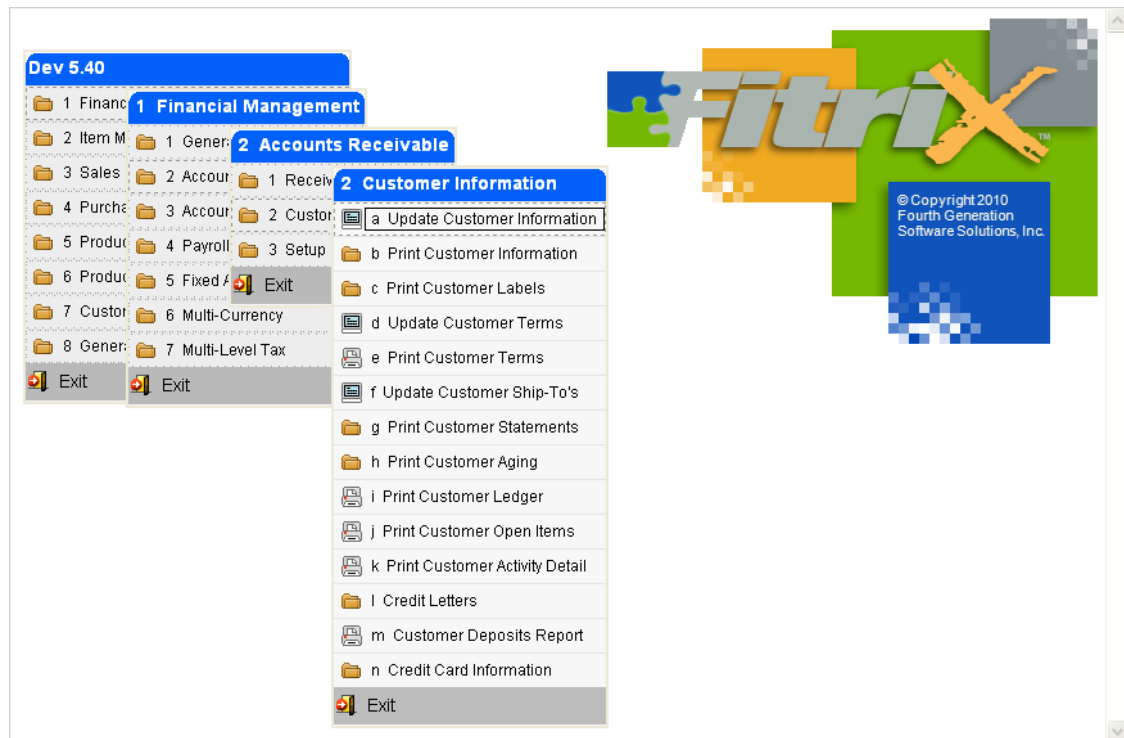 Dev 5.40
1 Financ
2 Item M
3 Sales
4 Purcha
5 Produc
6 Produc
7 Custor
8 Genera
Exit
1 Financial Management
1 Genera
2 Accour
3 Accour
4 Payroll
5 Fixed A
6 Multi-Currency
7 Multi-Level Tax
Exit
2 Accounts Receivable
1 Receiv
2 Custor
3 Setup
Exit
2 Customer Information
a Update Customer Information
b Print Customer Information
c Print Customer Labels
d Update Customer Terms
e Print Customer Terms
f Update Customer Ship-To's
g Print Customer Statements
h Print Customer Aging
i Print Customer Ledger
j Print Customer Open Items
k Print Customer Activity Detail
l Credit Letters
m Customer Deposits Report
n Credit Card Information
Exit
FitriX™
© Copyright 2010
Fourth Generation
Software Solutions, Inc.